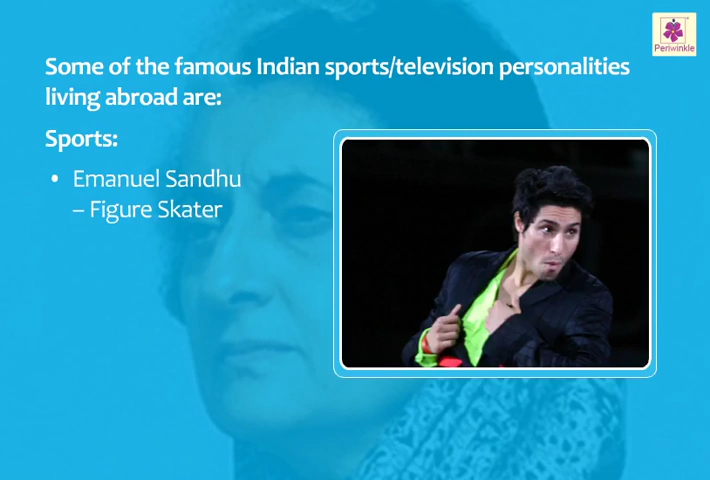 Periwinkle
Some of the famous Indian sports/television personalities
living abroad are:
Sports:
• Emanuel Sandhu
– Figure Skater